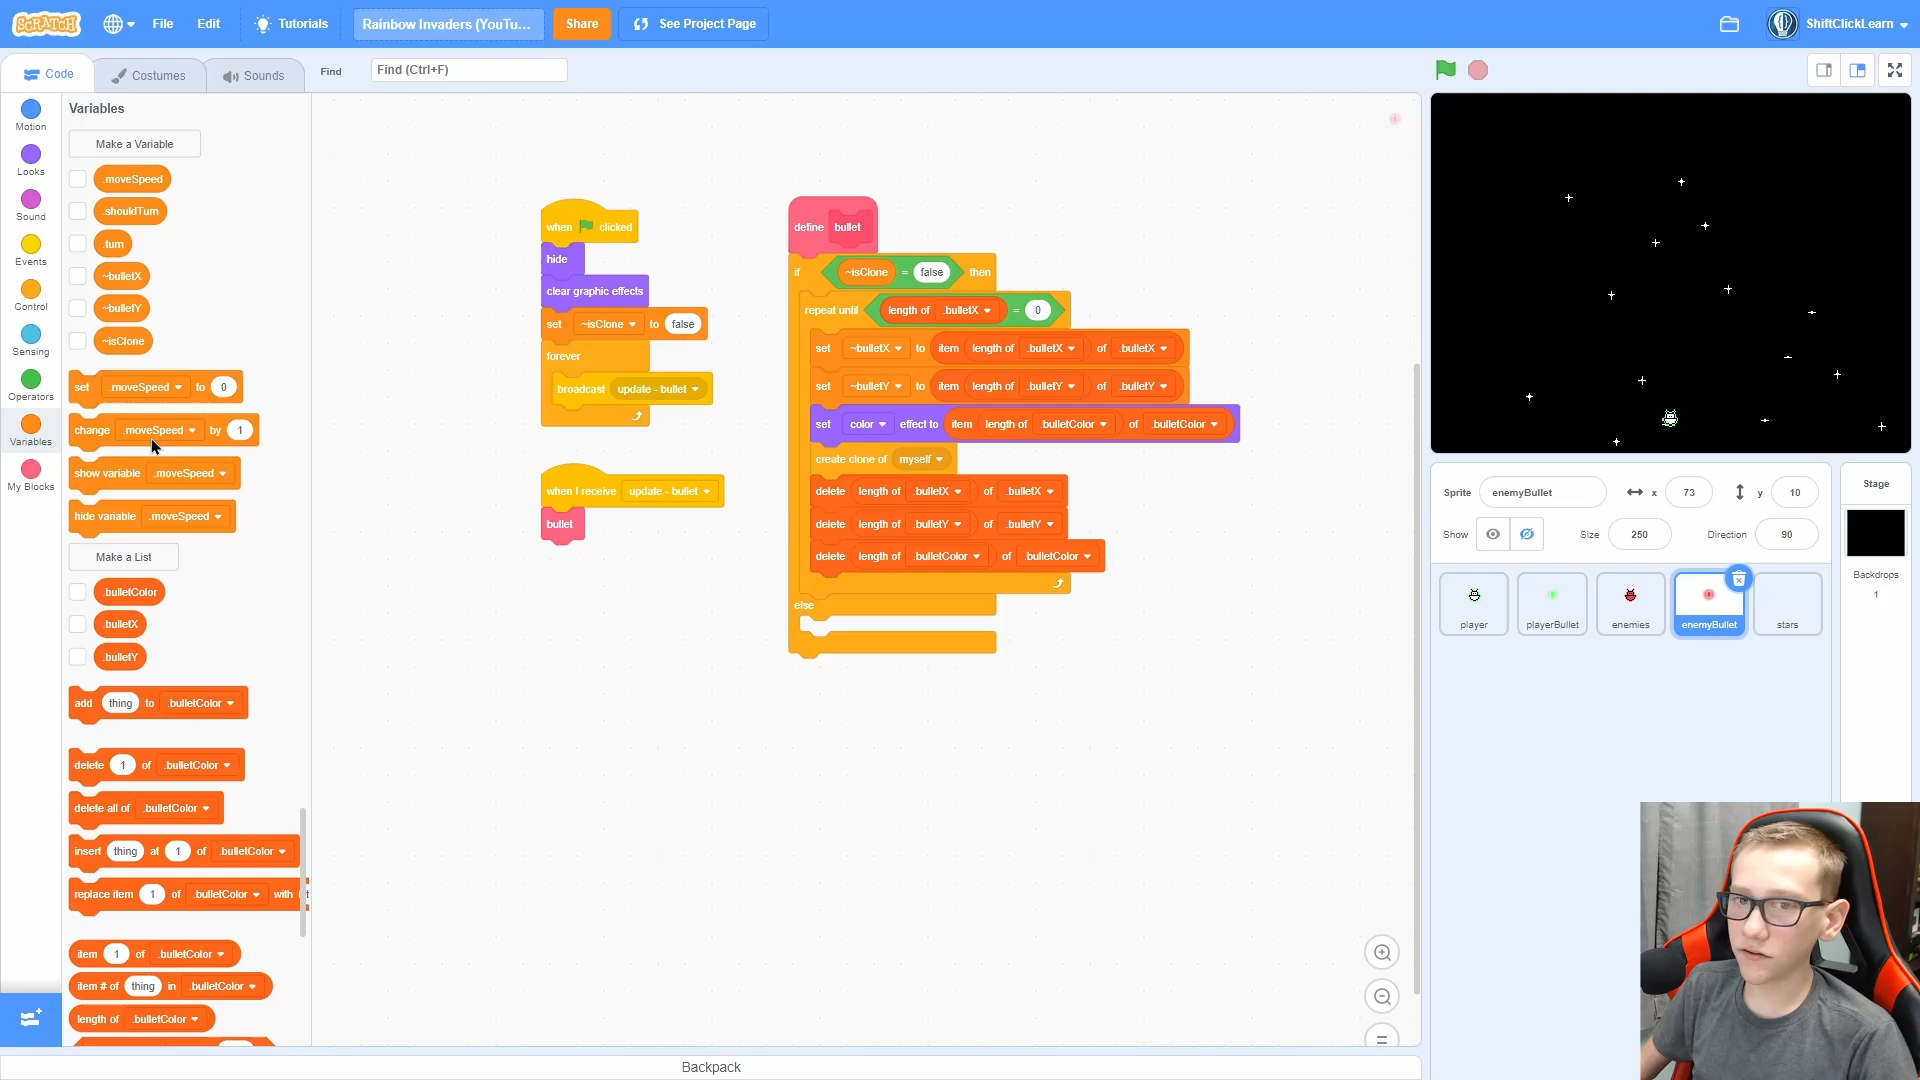 SCRATCH File Edit Tutorials Rainbow Invaders (YouTu... Share See Project Page ShiftClickLearn
Code Costumes Sounds Find Find (Ctrl+F)
Motion
Looks
Sound
Events
Control
Sensing
Operators
Variables
My Blocks
Variables
Make a Variable
.moveSpeed
.shouldTurn
.turn
~bulletX
~bulletY
~isClone
set .moveSpeed to 0
change .moveSpeed by 1
show variable .moveSpeed
hide variable .moveSpeed
Make a List
.bulletColor
.bulletX
.bulletY
add thing to .bulletColor
delete 1 of .bulletColor
delete all of .bulletColor
insert thing at 1 of .bulletColor
replace item 1 of .bulletColor with
item 1 of .bulletColor
item # of thing in .bulletColor
length of .bulletColor
when clicked
hide
clear graphic effects
set ~isClone to false
forever
broadcast update - bullet
when I receive update - bullet
bullet
define bullet
if ~isClone = false then
repeat until length of .bulletX = 0
set ~bulletX to item length of .bulletX of .bulletX
set ~bulletY to item length of .bulletY of .bulletY
set color effect to item length of .bulletColor of .bulletColor
create clone of myself
delete length of .bulletX of .bulletX
delete length of .bulletY of .bulletY
delete length of .bulletColor of .bulletColor
else
Sprite enemyBullet x 73 y 10
Show Size 250 Direction 90
player playerBullet enemies enemyBullet stars
Stage
Backdrops
1
Backpack